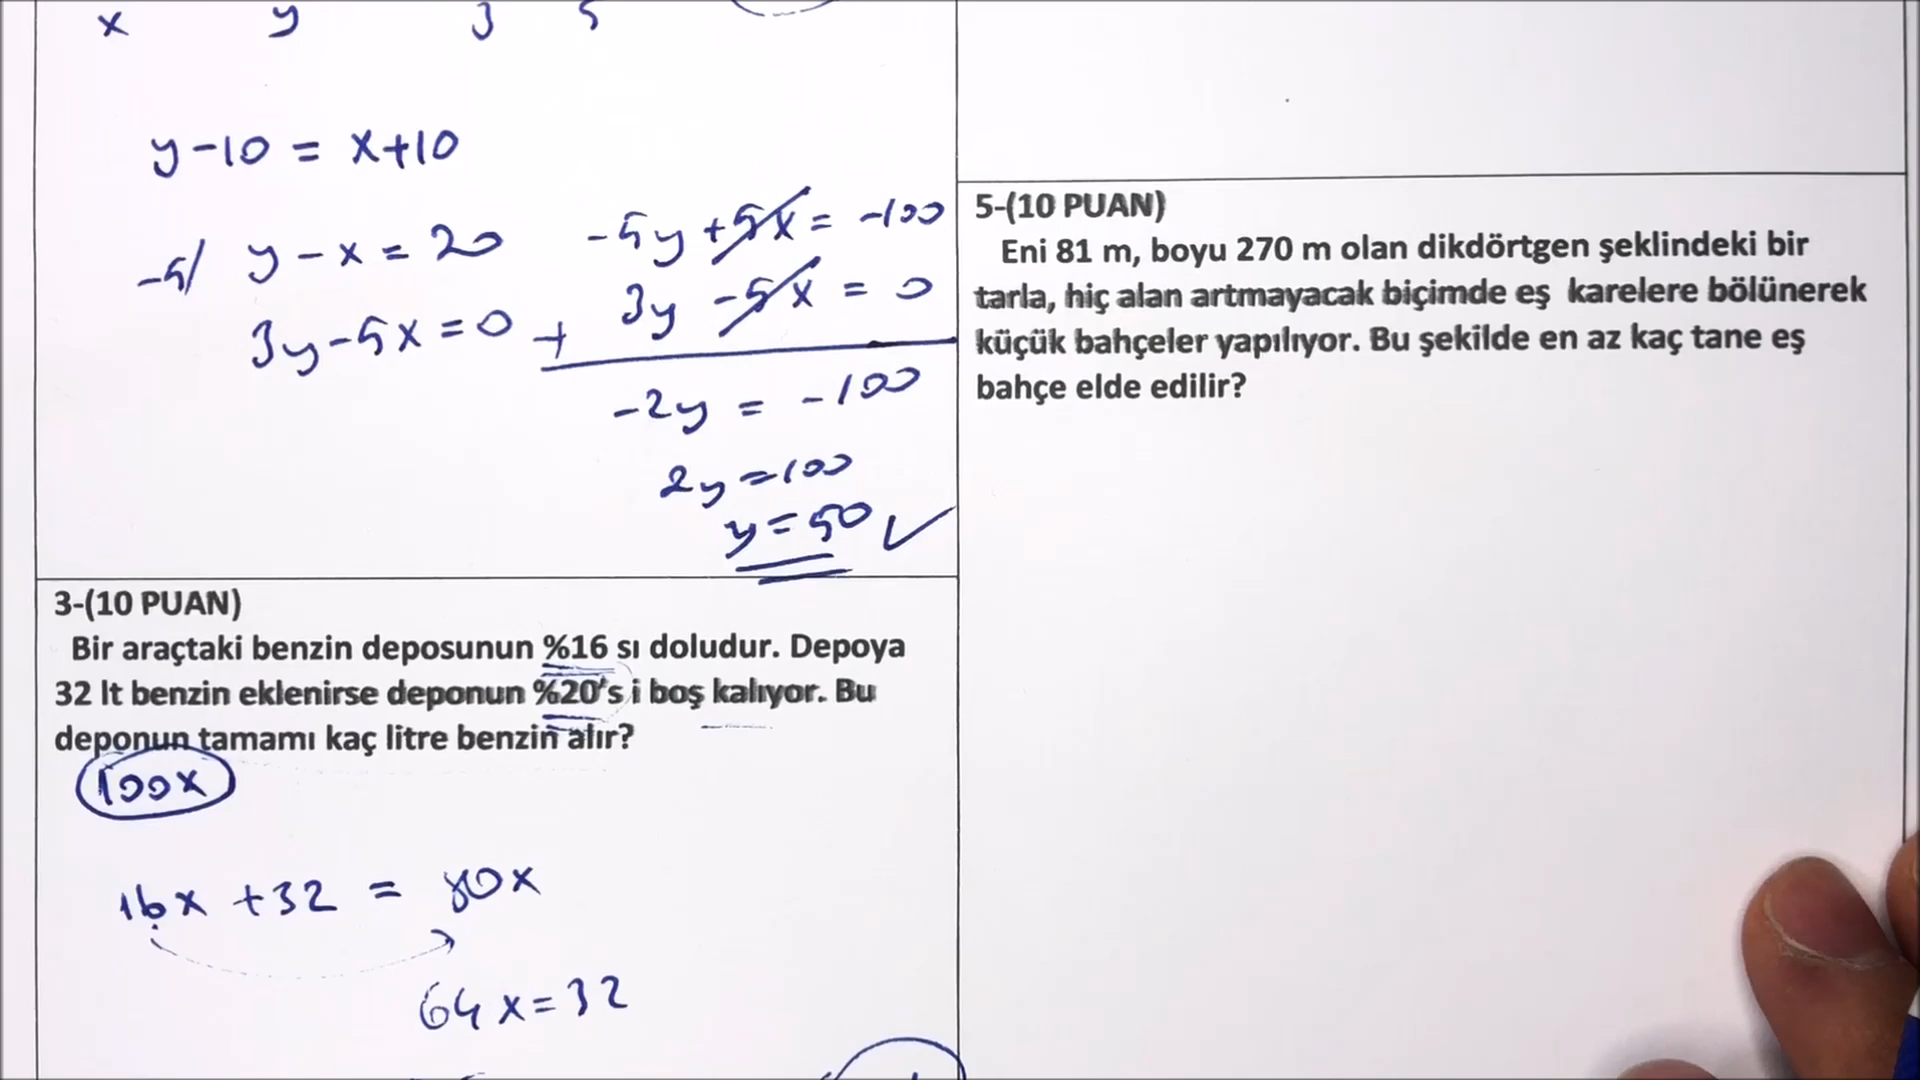 x y 3 5
y-10 = x+10
-5/ y-x = 20
3y-5x=0
-5y+5x = -100
+ 3y -5x = 0
-2y = -100
2y=100
y=50 ✓
3-(10 PUAN)
Bir araçtaki benzin deposunun %16 sı doludur. Depoya
32 lt benzin eklenirse deponun %20's i boş kalıyor. Bu
deponun tamamı kaç litre benzin alır?
100x
16x +32 = 80x
64x=32
5-(10 PUAN)
Eni 81 m, boyu 270 m olan dikdörtgen şeklindeki bir
tarla, hiç alan artmayacak biçimde eş karelere bölünerek
küçük bahçeler yapılıyor. Bu şekilde en az kaç tane eş
bahçe elde edilir?